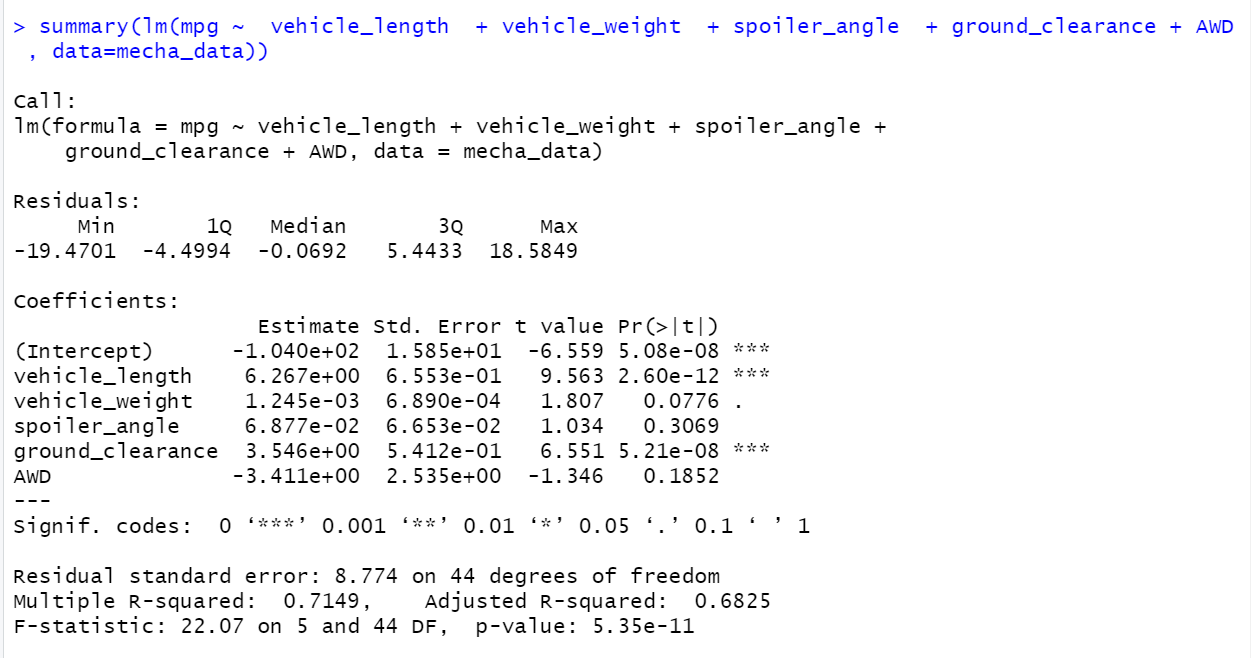 > summary(lm(mpg ~  vehicle_length  + vehicle_weight  + spoiler_angle  + ground_clearance + AWD
 , data=mecha_data))

Call:
lm(formula = mpg ~ vehicle_length + vehicle_weight + spoiler_angle +
    ground_clearance + AWD, data = mecha_data)

Residuals:
     Min       1Q   Median       3Q      Max
-19.4701  -4.4994  -0.0692   5.4433  18.5849

Coefficients:
                   Estimate Std. Error t value Pr(>|t|)
(Intercept)      -1.040e+02  1.585e+01  -6.559 5.08e-08 ***
vehicle_length    6.267e+00  6.553e-01   9.563 2.60e-12 ***
vehicle_weight    1.245e-03  6.890e-04   1.807   0.0776 .
spoiler_angle     6.877e-02  6.653e-02   1.034   0.3069
ground_clearance  3.546e+00  5.412e-01   6.551 5.21e-08 ***
AWD              -3.411e+00  2.535e+00  -1.346   0.1852
---
Signif. codes:  0 ‘***’ 0.001 ‘**’ 0.01 ‘*’ 0.05 ‘.’ 0.1 ‘ ’ 1

Residual standard error: 8.774 on 44 degrees of freedom
Multiple R-squared:  0.7149,    Adjusted R-squared:  0.6825
F-statistic: 22.07 on 5 and 44 DF,  p-value: 5.35e-11